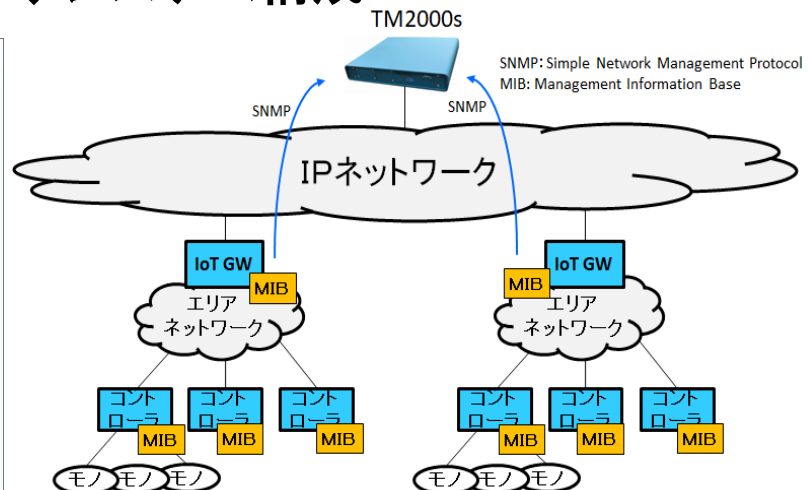 TM2000s
SNMP: Simple Network Management Protocol
MIB: Management Information Base
SNMP
SNMP
IPネットワーク
IoT GW
MIB
IoT GW
MIB
エリア
ネットワーク
エリア
ネットワーク
コント
ローラ
MIB
コント
ローラ
MIB
コント
ローラ
MIB
コント
ローラ
MIB
コント
ローラ
MIB
コント
ローラ
MIB
モノ
モノ
モノ
モノ
モノ
モノ